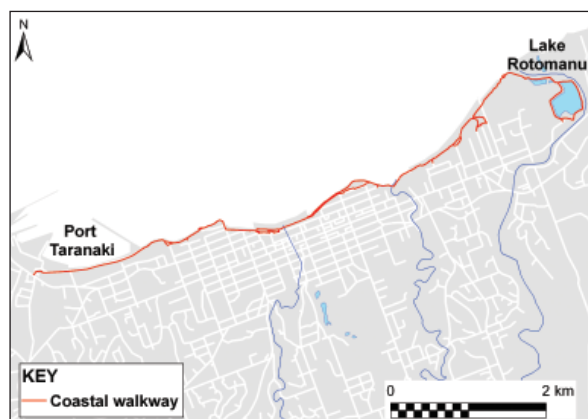 N
Lake
Rotomanu
Port
Taranaki
KEY
Coastal walkway
0 2 km